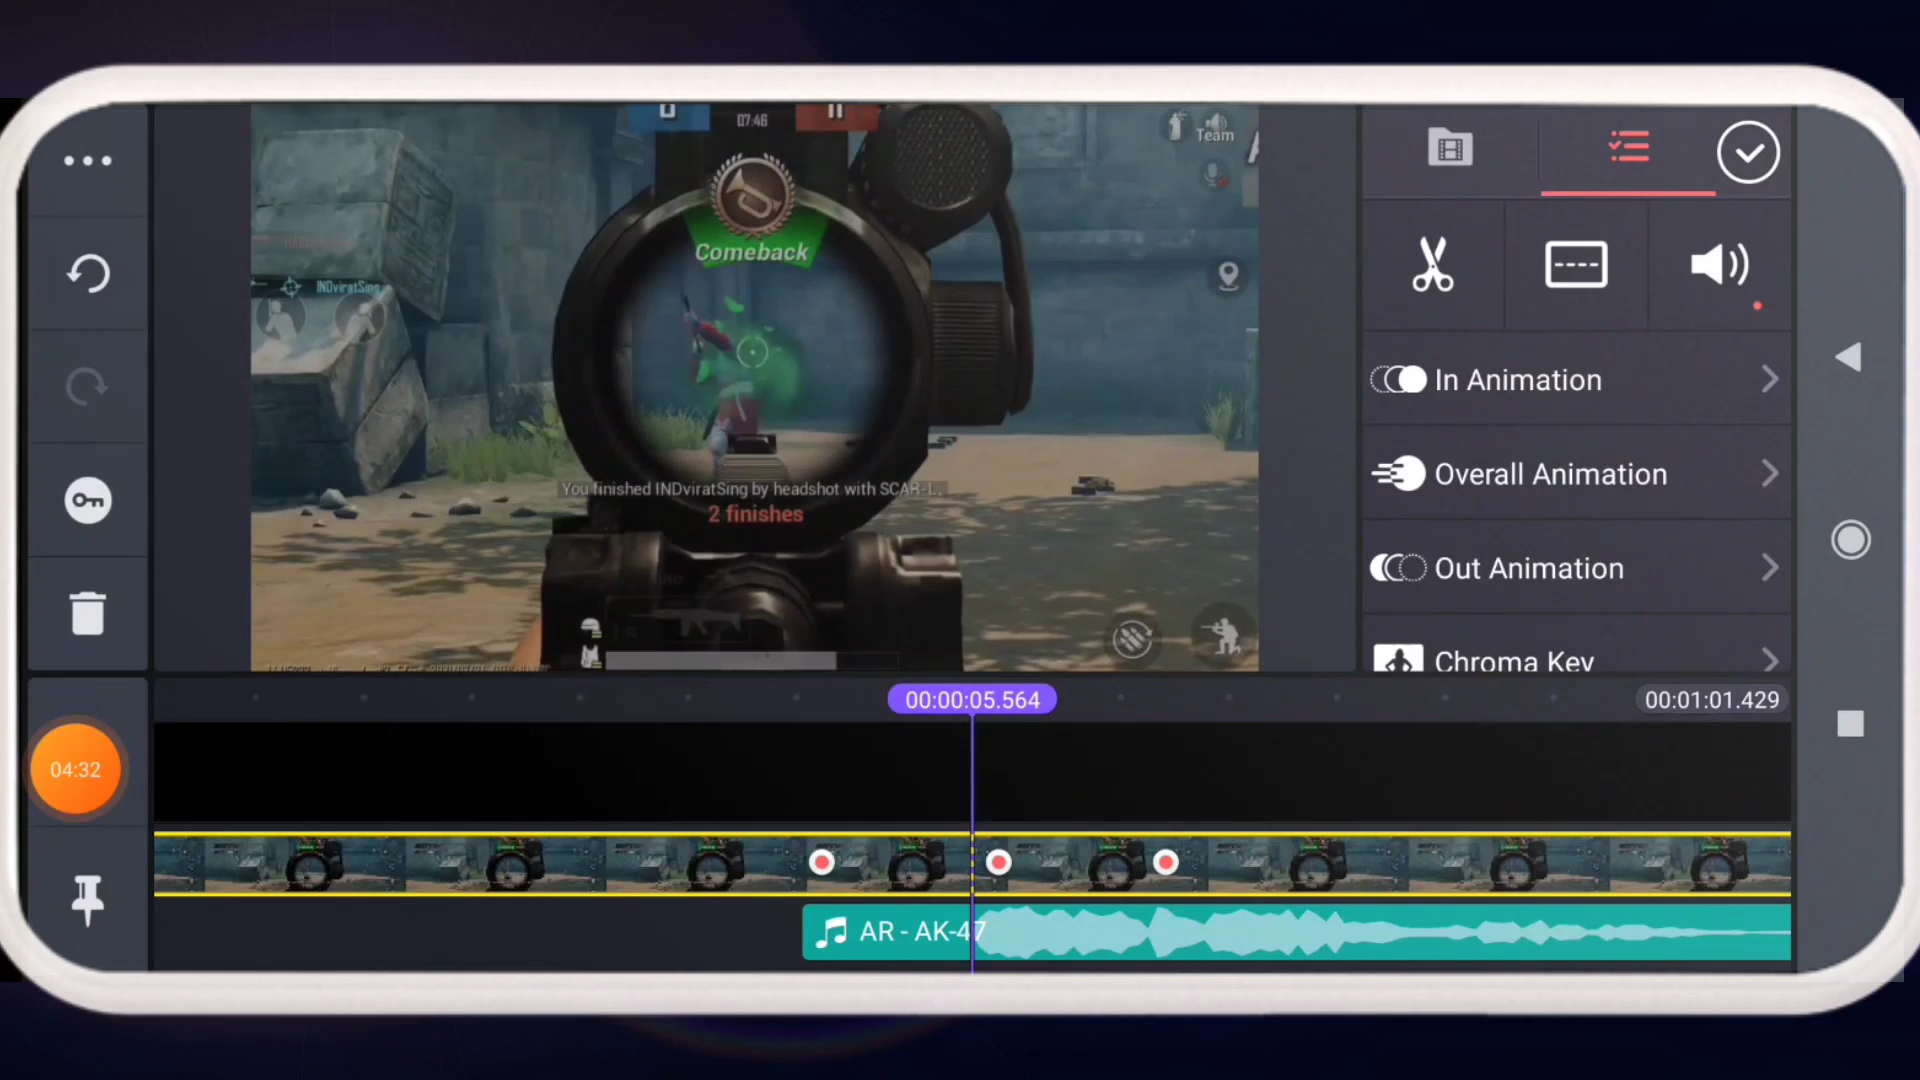 07:46
Team
Comeback
INDviratSing
You finished INDviratSing by headshot with SCAR-L.
2 finishes
In Animation
Overall Animation
Out Animation
Chroma Key
00:00:05.564
00:01:01.429
04:32
AR - AK-47